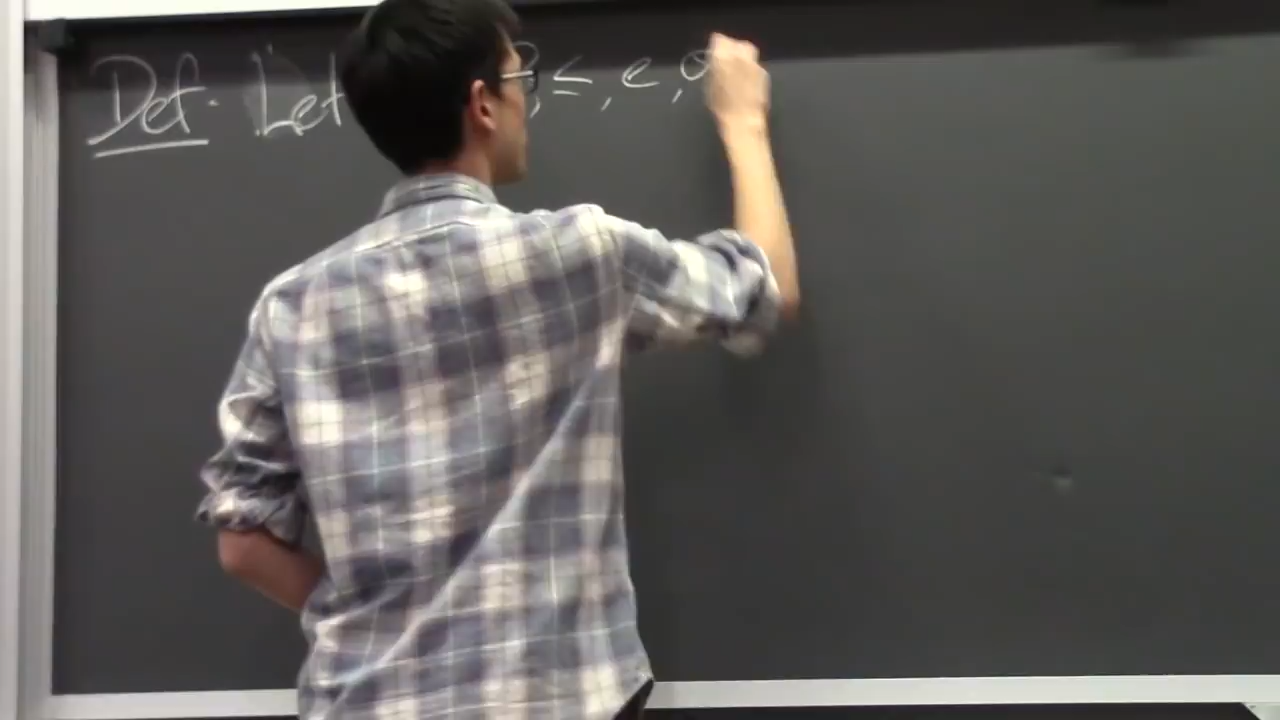 Def. Let , ≤, e,